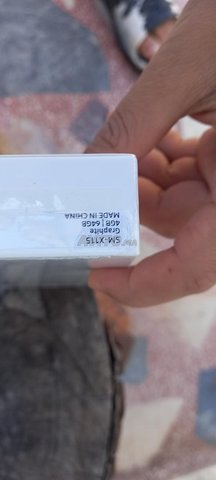 SM-X115
Graphite
4GB | 64GB
MADE IN CHINA